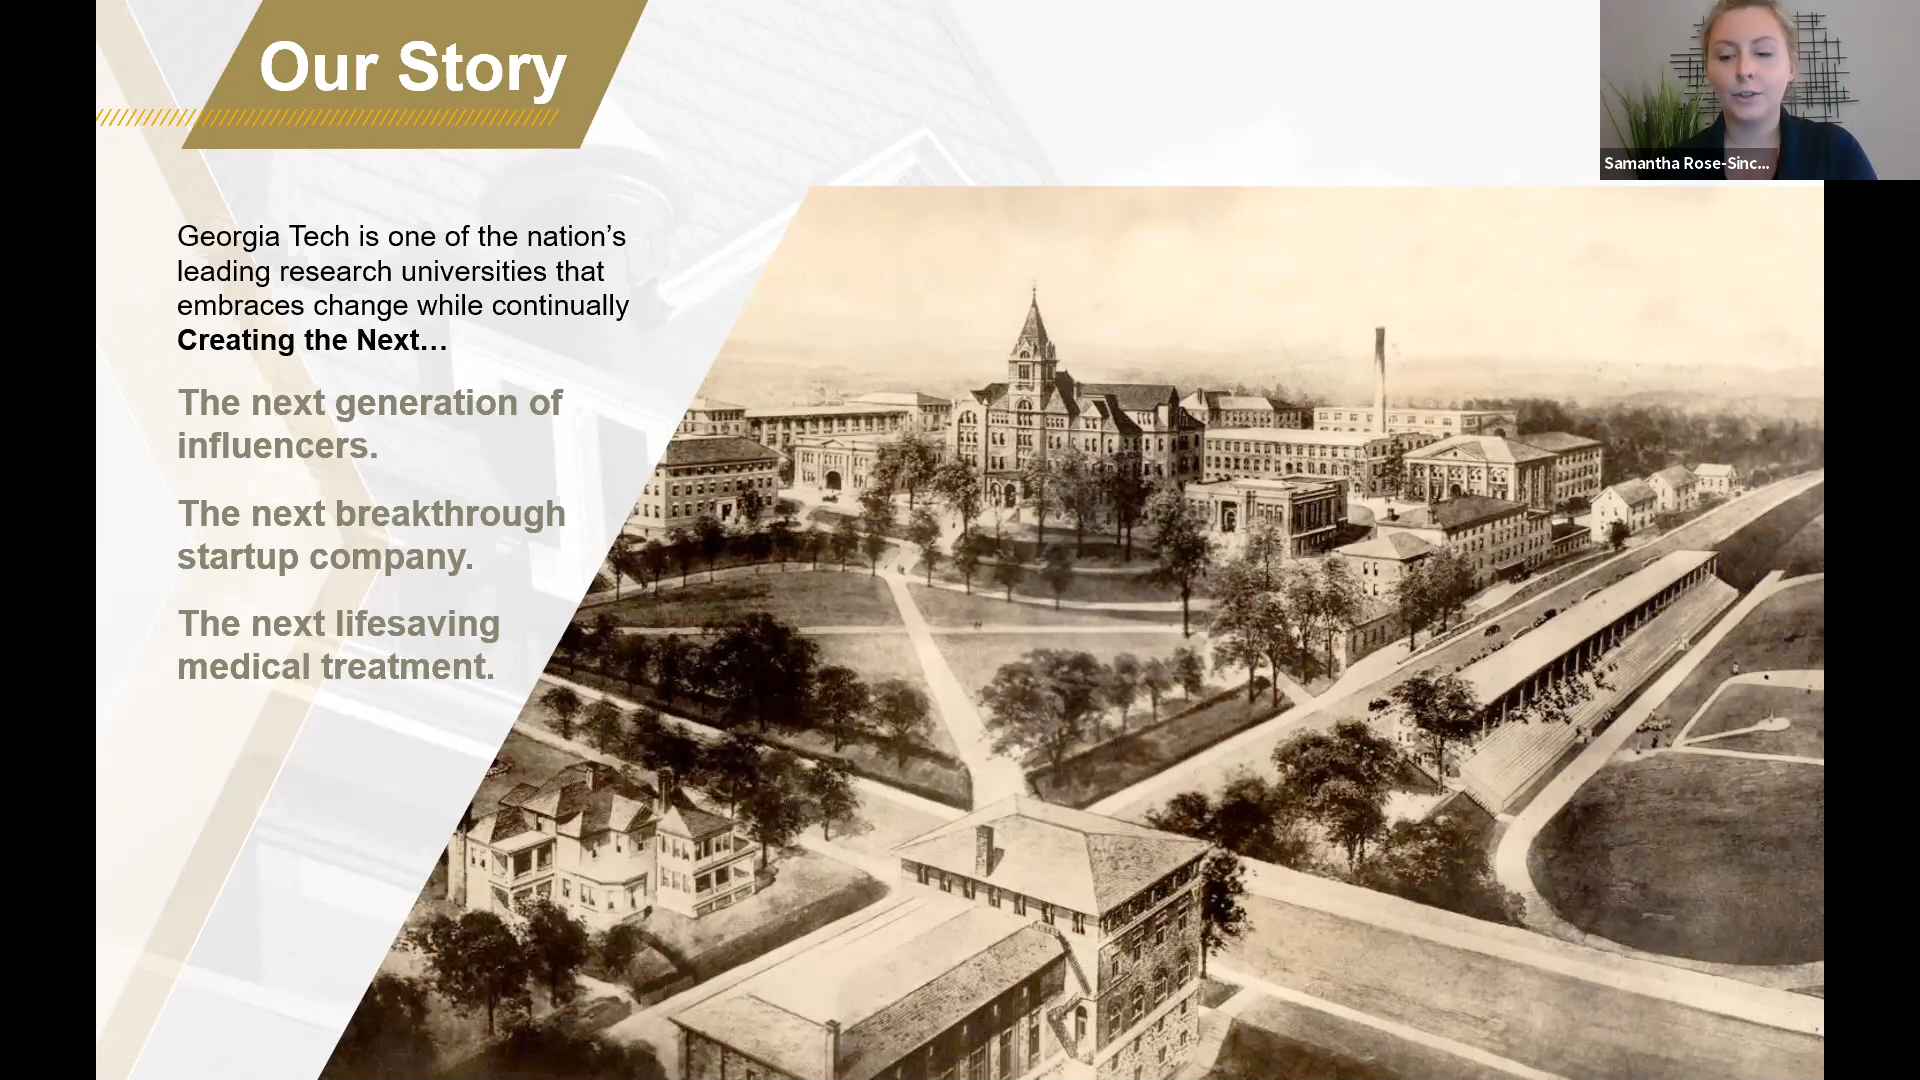 Our Story
Samantha Rose-Sinc...
Georgia Tech is one of the nation’s
leading research universities that
embraces change while continually
Creating the Next…
The next generation of
influencers.
The next breakthrough
startup company.
The next lifesaving
medical treatment.